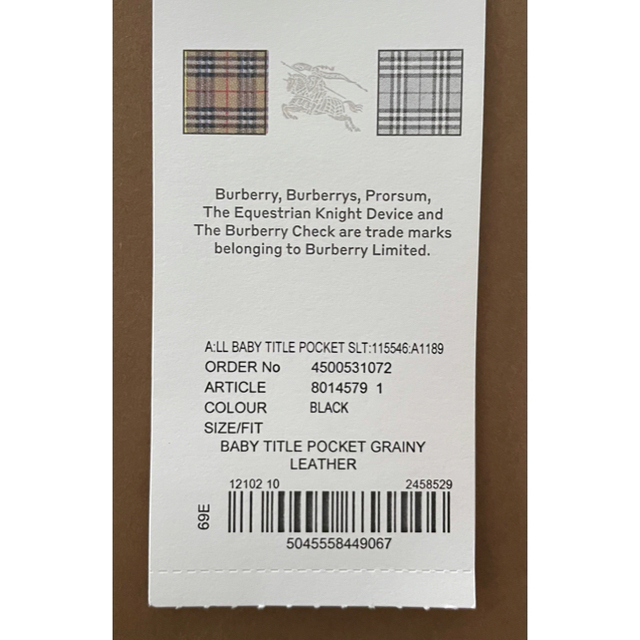 Burberry, Burberrys, Prorsum,
The Equestrian Knight Device and
The Burberry Check are trade marks
belonging to Burberry Limited.
A:LL BABY TITLE POCKET SLT:115546:A1189
ORDER No 4500531072
ARTICLE 8014579 1
COLOUR BLACK
SIZE/FIT
BABY TITLE POCKET GRAINY
LEATHER
12102 10 2458529
69E
5045558449067